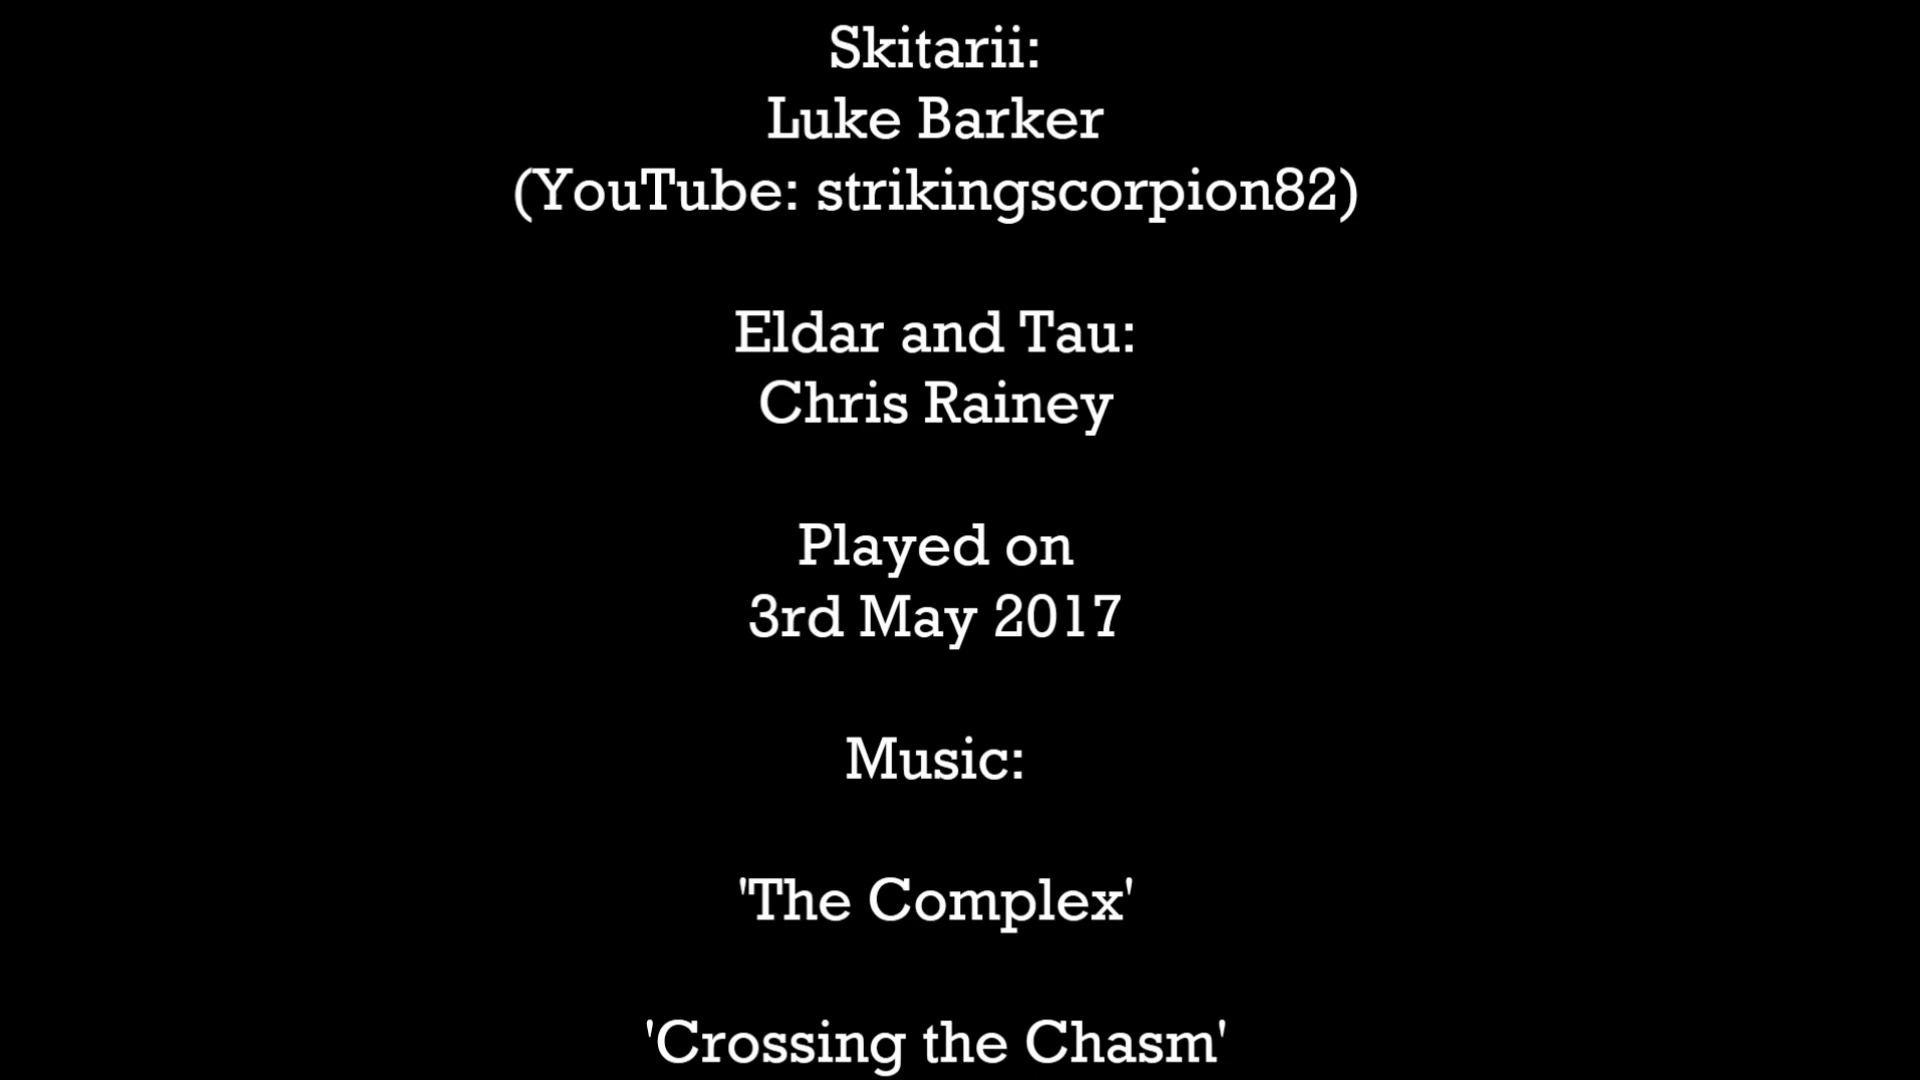 Skitarii:
Luke Barker
(YouTube: strikingscorpion82)
Eldar and Tau:
Chris Rainey
Played on
3rd May 2017
Music:
'The Complex'
'Crossing the Chasm'